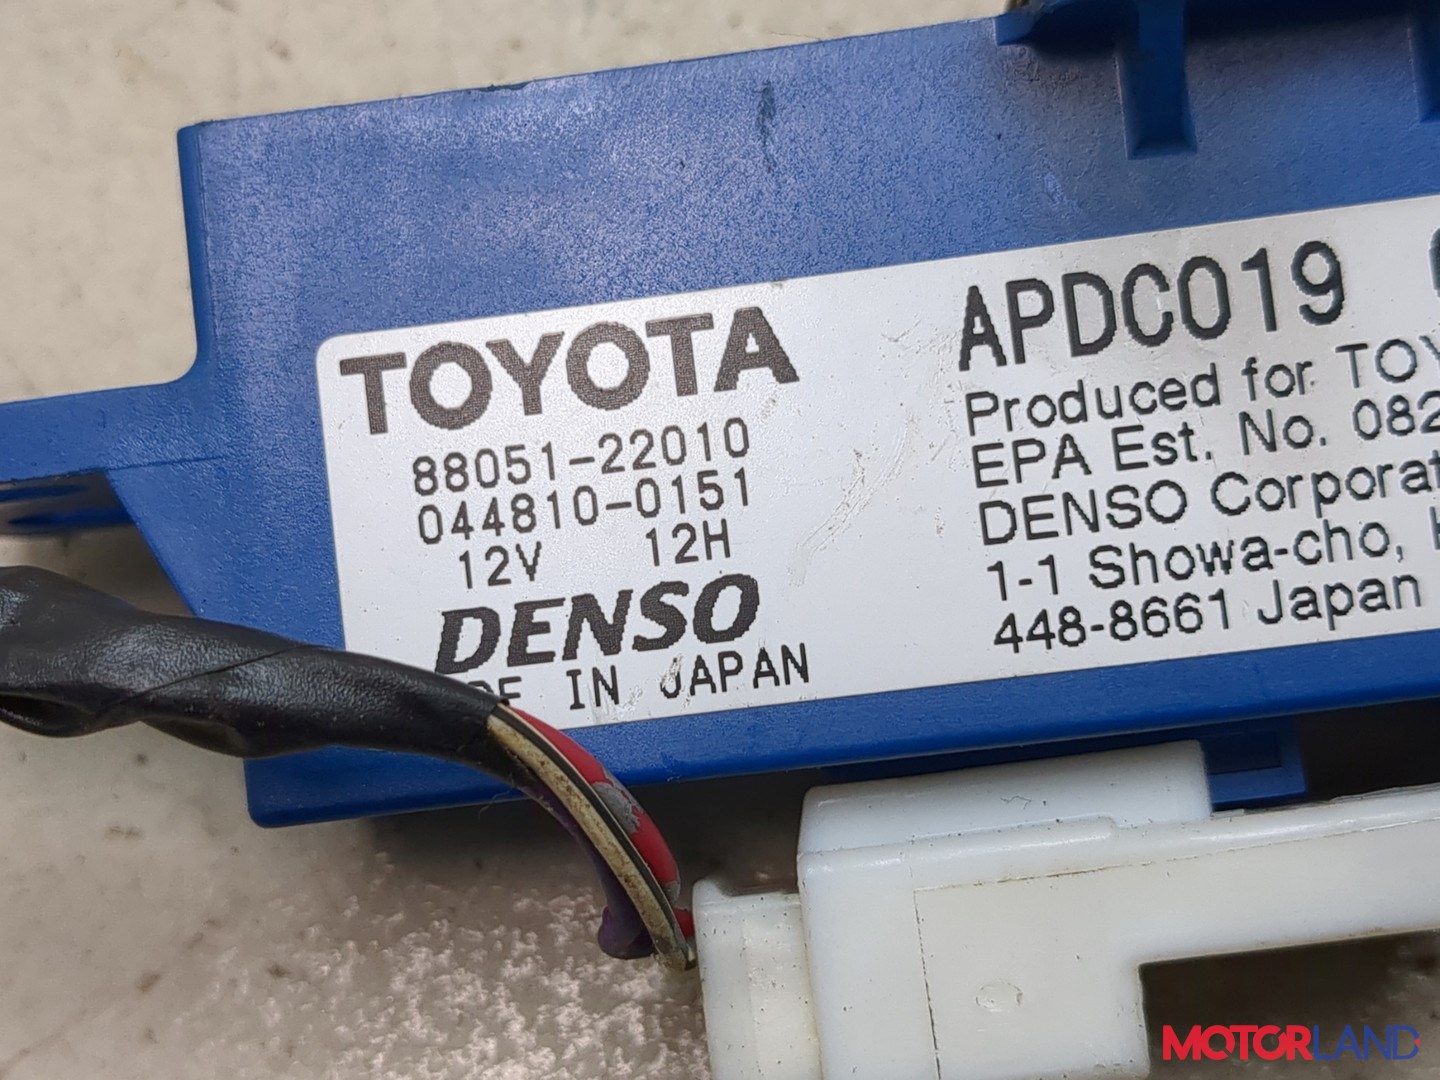 TOYOTA
88051-22010
044810-0151
12V 12H
DENSO
IN JAPAN
APDC019
Produced for
EPA Est. No. 082
DENSO
1-1 Showa-cho,
448-8661 Japan
MOTORLAND